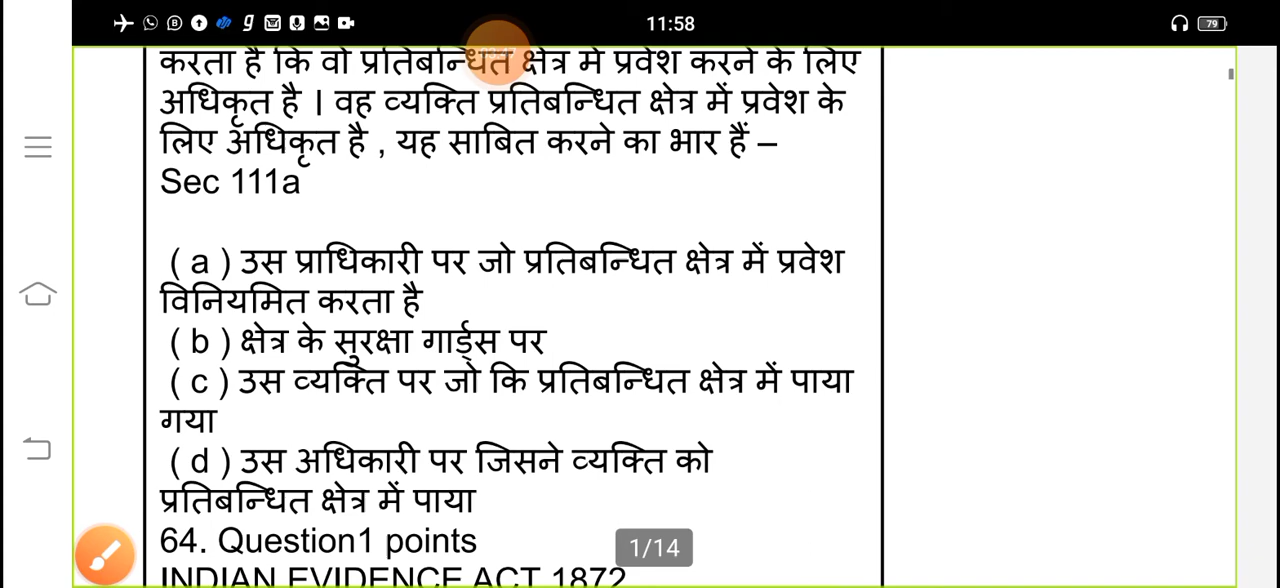 11:58
79
करता है कि वो प्रतिबन्धित क्षेत्र में प्रवेश करने के लिए
अधिकृत है । वह व्यक्ति प्रतिबन्धित क्षेत्र में प्रवेश के
लिए अधिकृत है , यह साबित करने का भार हैं –
Sec 111a
( a ) उस प्राधिकारी पर जो प्रतिबन्धित क्षेत्र में प्रवेश
विनियमित करता है
( b ) क्षेत्र के सुरक्षा गार्ड्स पर
( c ) उस व्यक्ति पर जो कि प्रतिबन्धित क्षेत्र में पाया
गया
( d ) उस अधिकारी पर जिसने व्यक्ति को
प्रतिबन्धित क्षेत्र में पाया
64. Question1 points
1/14
INDIAN EVIDENCE ACT 1872